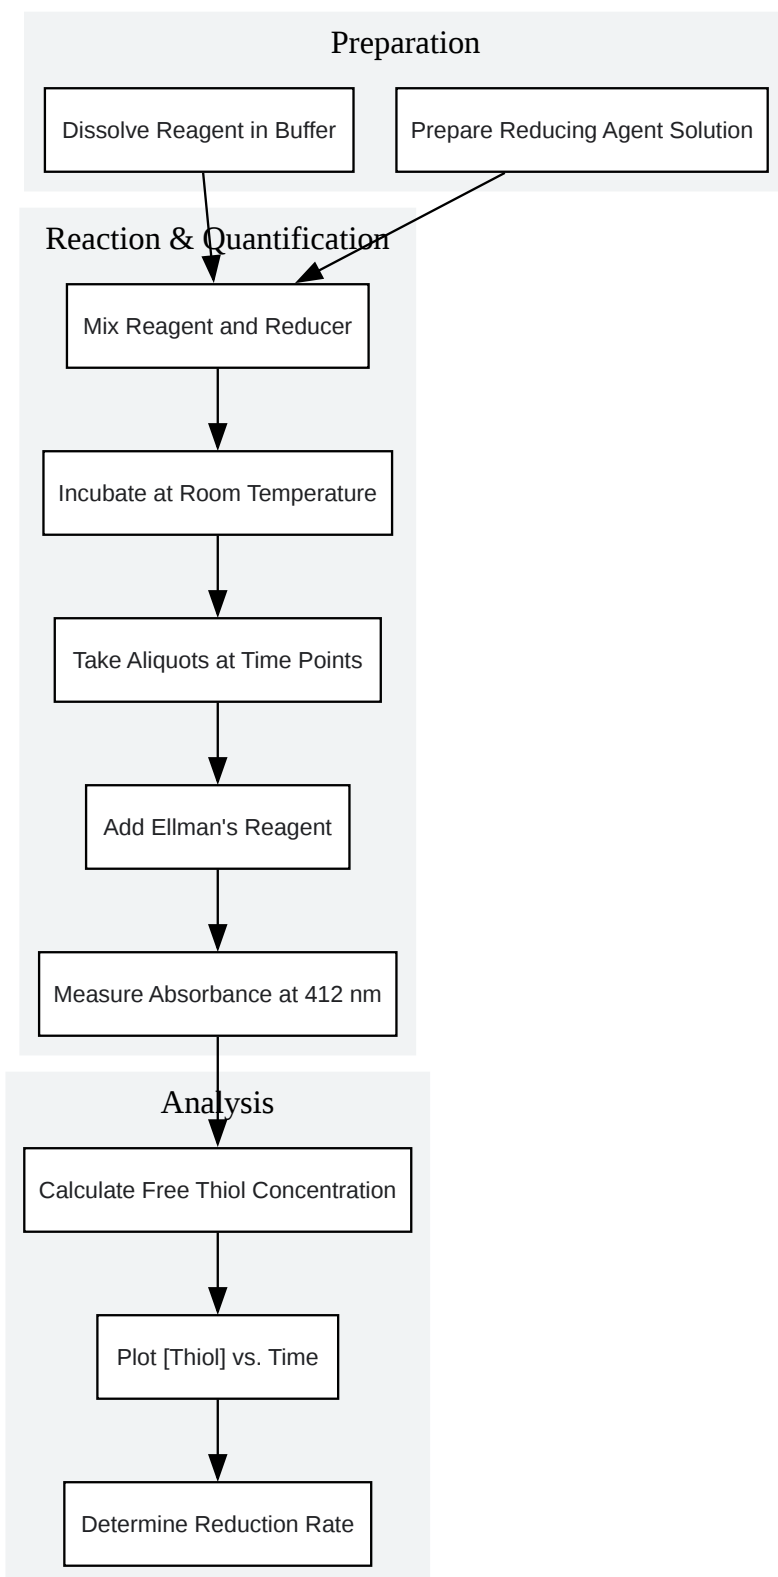 Preparation
Dissolve Reagent in Buffer
Prepare Reducing Agent Solution
Reaction & Quantification
Mix Reagent and Reducer
Incubate at Room Temperature
Take Aliquots at Time Points
Add Ellman's Reagent
Measure Absorbance at 412 nm
Analysis
Calculate Free Thiol Concentration
Plot [Thiol] vs. Time
Determine Reduction Rate